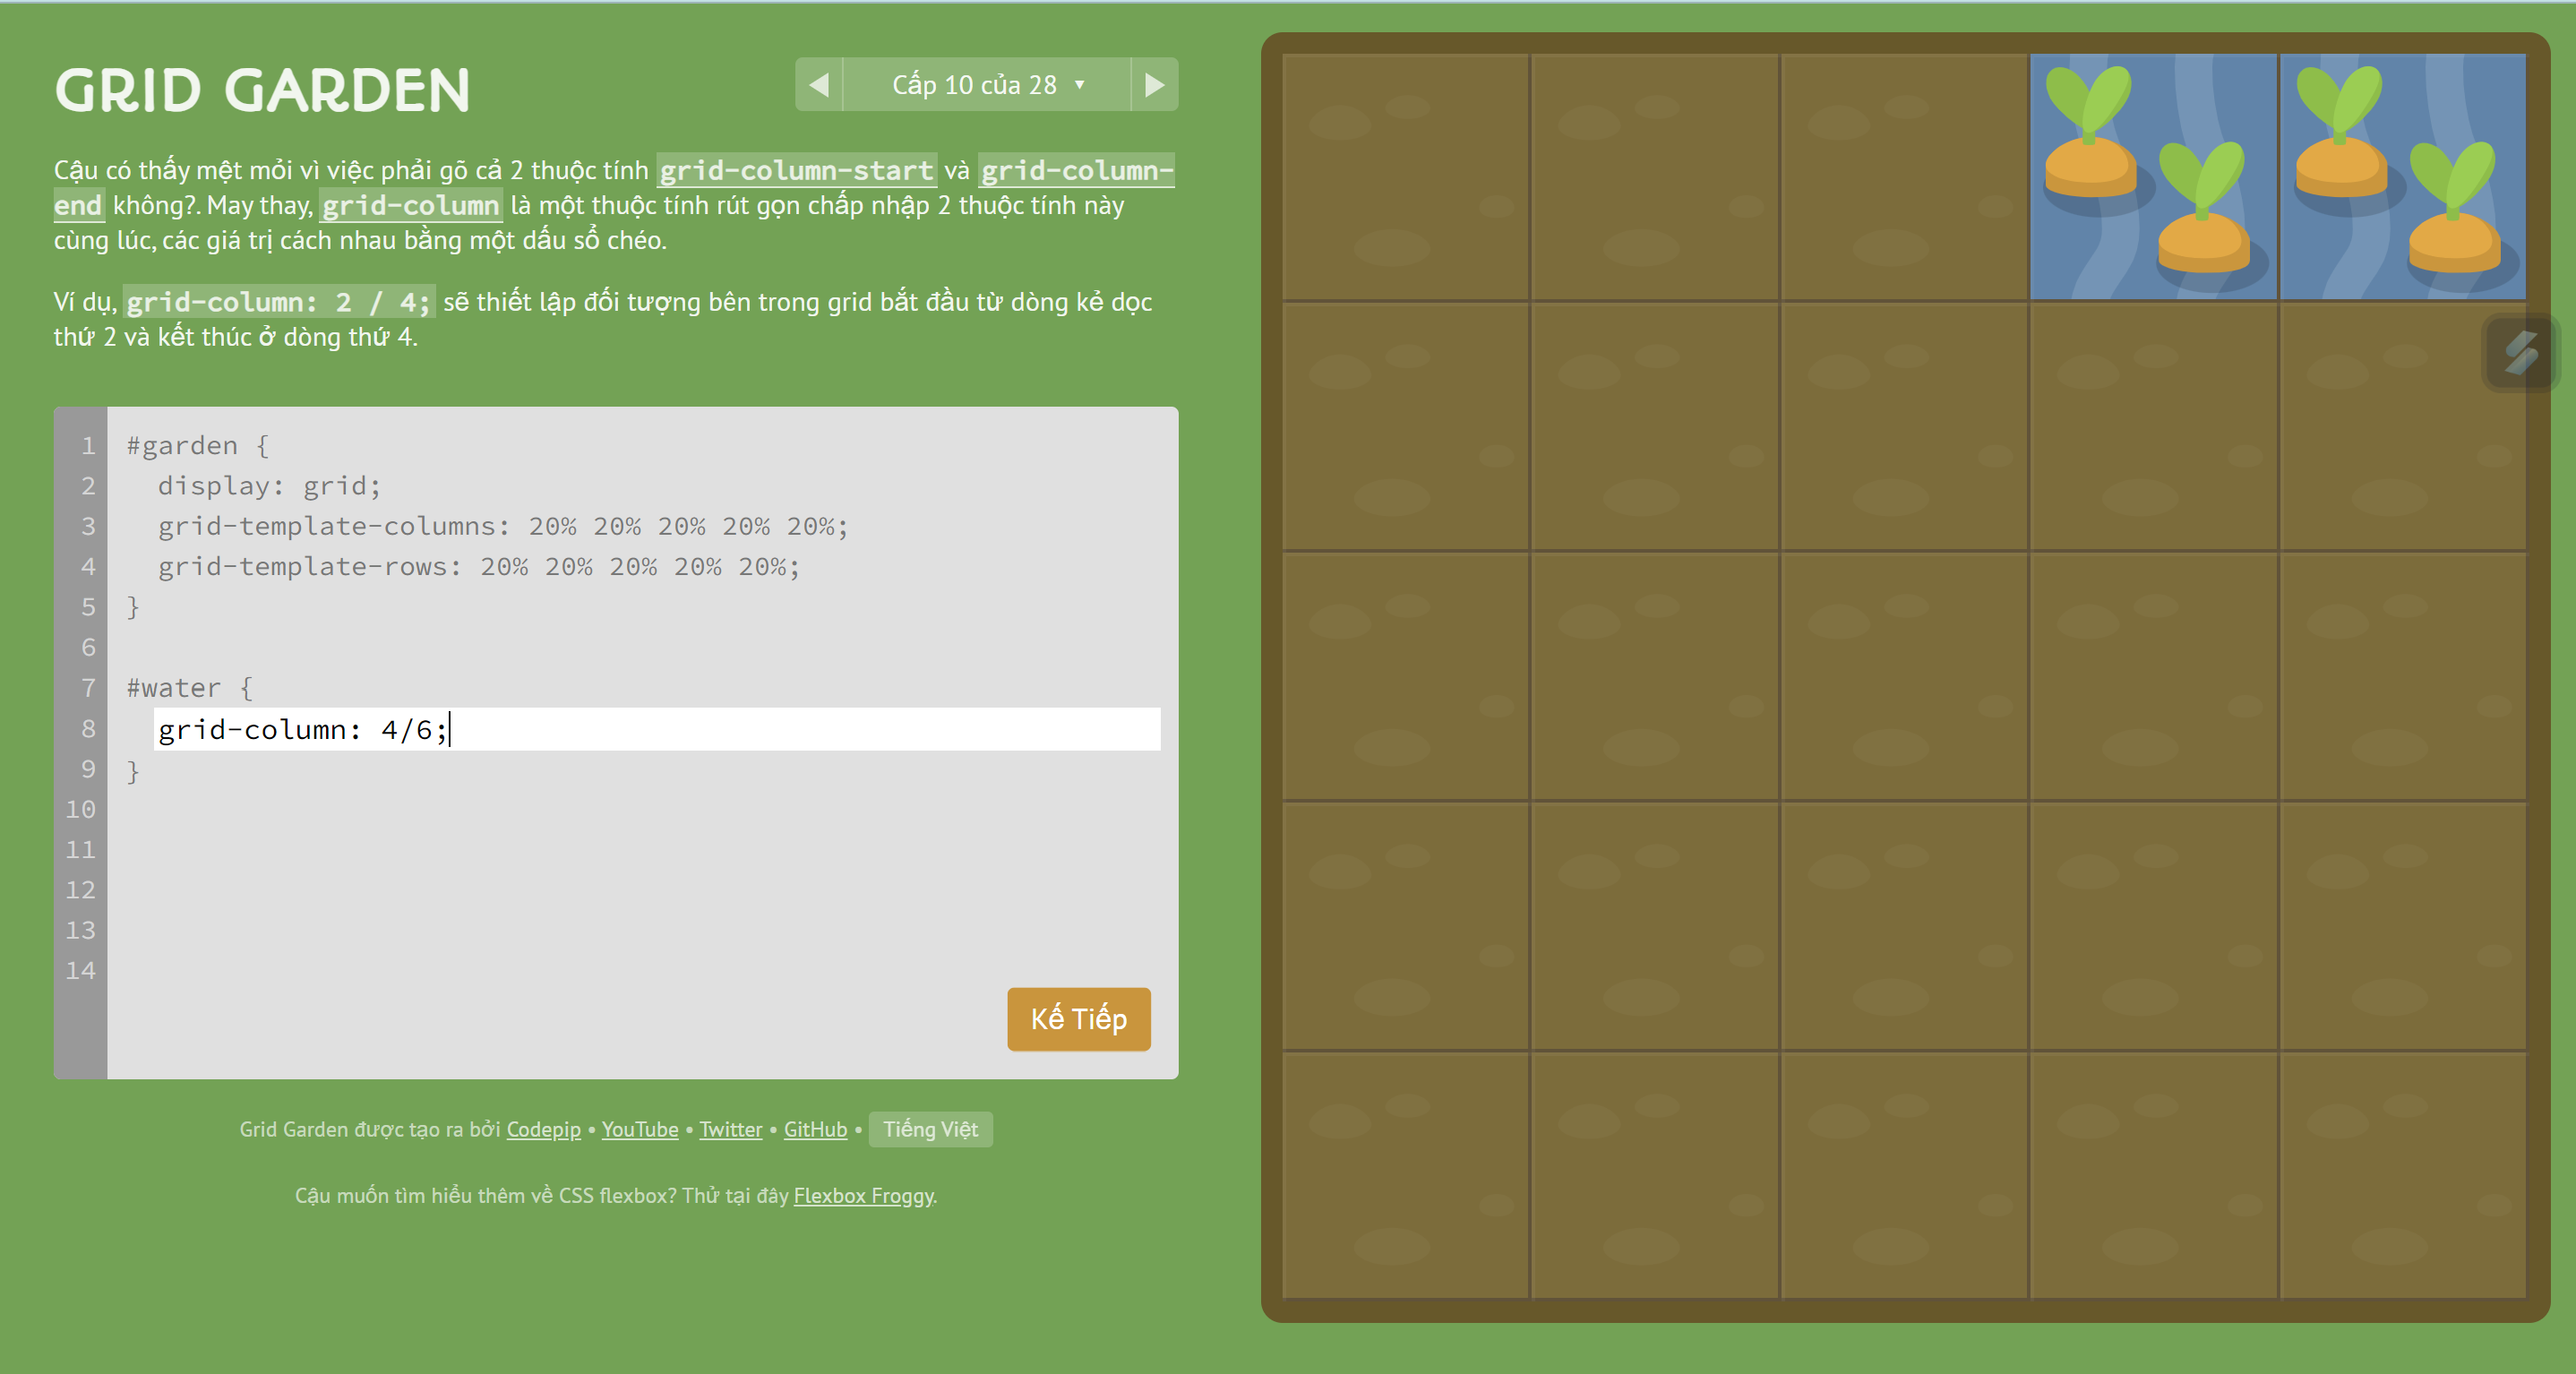 GRID GARDEN
Cấp 10 của 28 ▼
Cậu có thấy mệt mỏi vì việc phải gõ cả 2 thuộc tính grid-column-start và grid-column-
end không?. May thay, grid-column là một thuộc tính rút gọn chấp nhập 2 thuộc tính này
cùng lúc, các giá trị cách nhau bằng một dấu sổ chéo.
Ví dụ, grid-column: 2 / 4; sẽ thiết lập đối tượng bên trong grid bắt đầu từ dòng kẻ dọc
thứ 2 và kết thúc ở dòng thứ 4.
1 #garden {
2 display: grid;
3 grid-template-columns: 20% 20% 20% 20% 20%;
4 grid-template-rows: 20% 20% 20% 20% 20%;
5 }
6
7 #water {
8 grid-column: 4/6;
9 }
10
11
12
13
14
Kế Tiếp
Grid Garden được tạo ra bởi Codepip • YouTube • Twitter • GitHub • Tiếng Việt
Cậu muốn tìm hiểu thêm về CSS flexbox? Thử tại đây Flexbox Froggy.